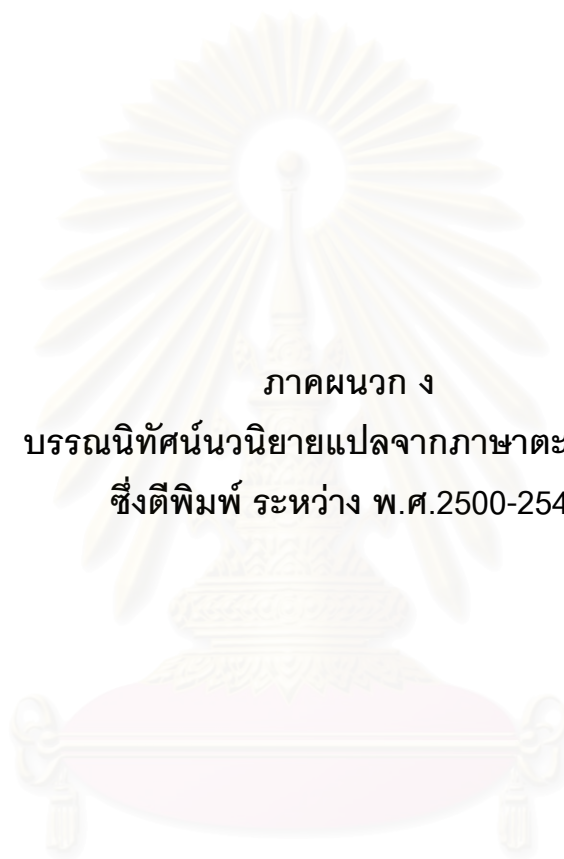 ภาคผนวก ง
บรรณนิทัศน์นวนิยายแปลจากภาษาตะ
ซึ่งตีพิมพ์ ระหว่าง พ.ศ.2500-254